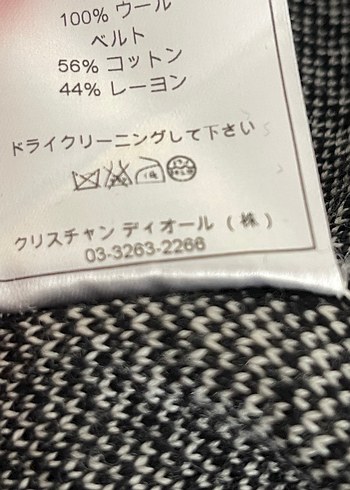 100% ウール
ベルト
56% コットン
44% レーヨン
ドライクリーニングして下さい
クリスチャン ディオール (株)
03-3263-2266